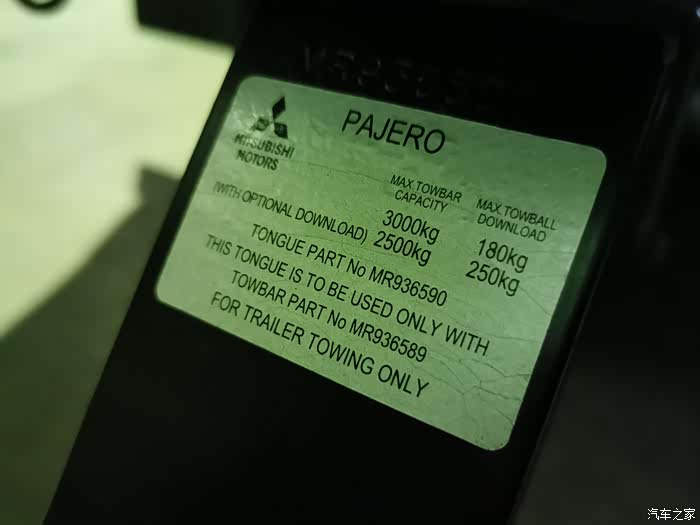 MITSUBISHI
MOTORS
PAJERO
MAX.TOWBAR CAPACITY
MAX.TOWBALL DOWNLOAD
3000kg 180kg
(WITH OPTIONAL DOWNLOAD) 2500kg 250kg
TONGUE PART No MR936590
THIS TONGUE IS TO BE USED ONLY WITH
TOWBAR PART No MR936589
FOR TRAILER TOWING ONLY
汽车之家